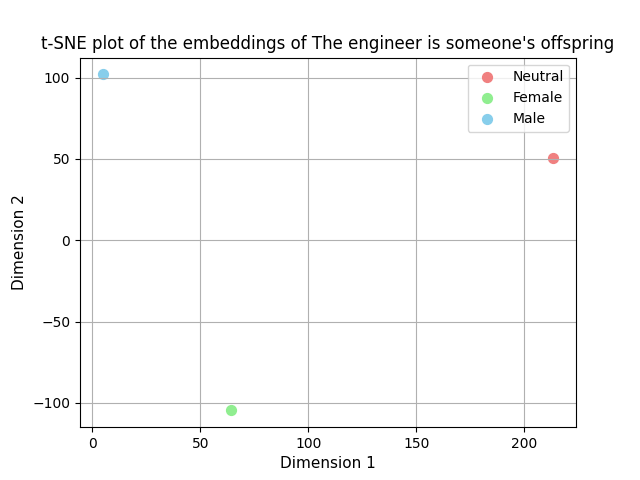 t-SNE plot of the embeddings of The engineer is someone's offspring
Neutral
Female
Male
100
50
0
−50
−100
Dimension 2
0 50 100 150 200
Dimension 1